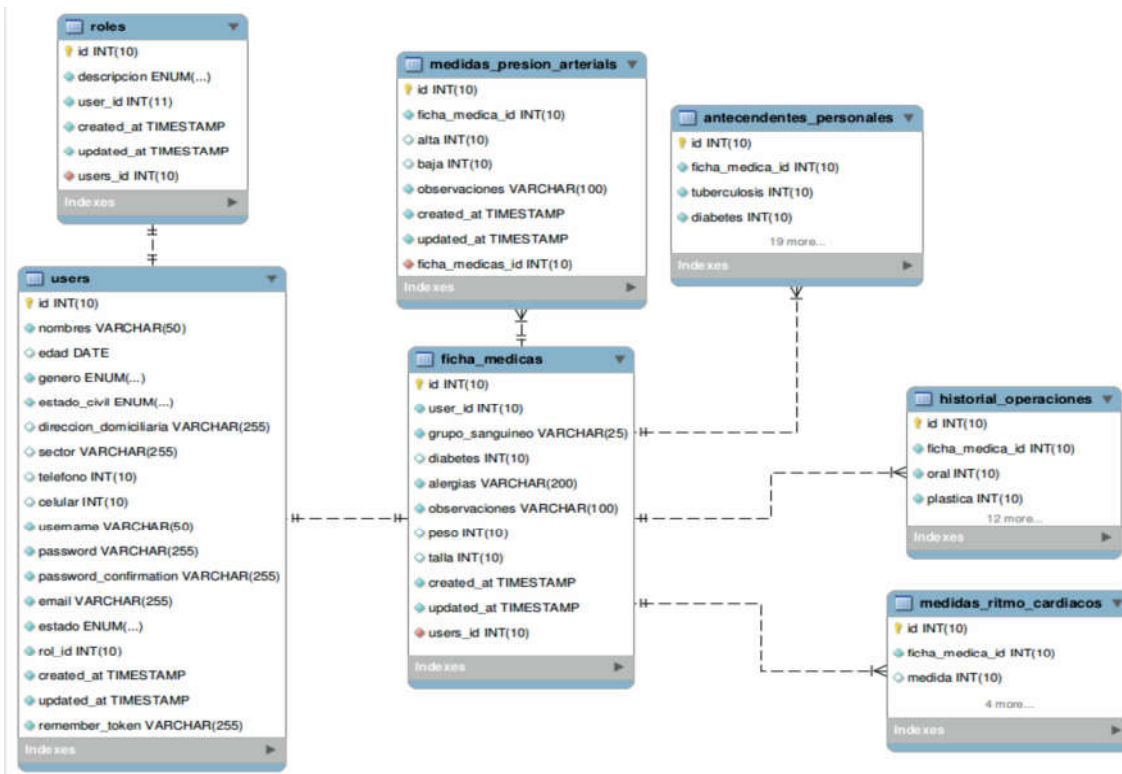 roles
id INT(10)
descripcion ENUM(...)
user_id INT(11)
created_at TIMESTAMP
updated_at TIMESTAMP
users_id INT(10)
Indexes
users
id INT(10)
nombres VARCHAR(50)
edad DATE
genero ENUM(...)
estado_civil ENUM(...)
direccion_domiciliaria VARCHAR(255)
sector VARCHAR(255)
telefono INT(10)
celular INT(10)
username VARCHAR(50)
password VARCHAR(255)
password_confirmation VARCHAR(255)
email VARCHAR(255)
estado ENUM(...)
rol_id INT(10)
created_at TIMESTAMP
updated_at TIMESTAMP
remember_token VARCHAR(255)
Indexes
medidas_presion_arterials
id INT(10)
ficha_medica_id INT(10)
alta INT(10)
baja INT(10)
observaciones VARCHAR(100)
created_at TIMESTAMP
updated_at TIMESTAMP
ficha_medicas_id INT(10)
Indexes
ficha_medicas
id INT(10)
user_id INT(10)
grupo_sanguineo VARCHAR(25)
diabetes INT(10)
alergias VARCHAR(200)
observaciones VARCHAR(100)
peso INT(10)
talla INT(10)
created_at TIMESTAMP
updated_at TIMESTAMP
users_id INT(10)
Indexes
antecendentes_personales
id INT(10)
ficha_medica_id INT(10)
tuberculosis INT(10)
diabetes INT(10)
19 more...
Indexes
historial_operaciones
id INT(10)
ficha_medica_id INT(10)
oral INT(10)
plastica INT(10)
12 more...
Indexes
medidas_ritmo_cardiacos
id INT(10)
ficha_medica_id INT(10)
medida INT(10)
4 more...
Indexes